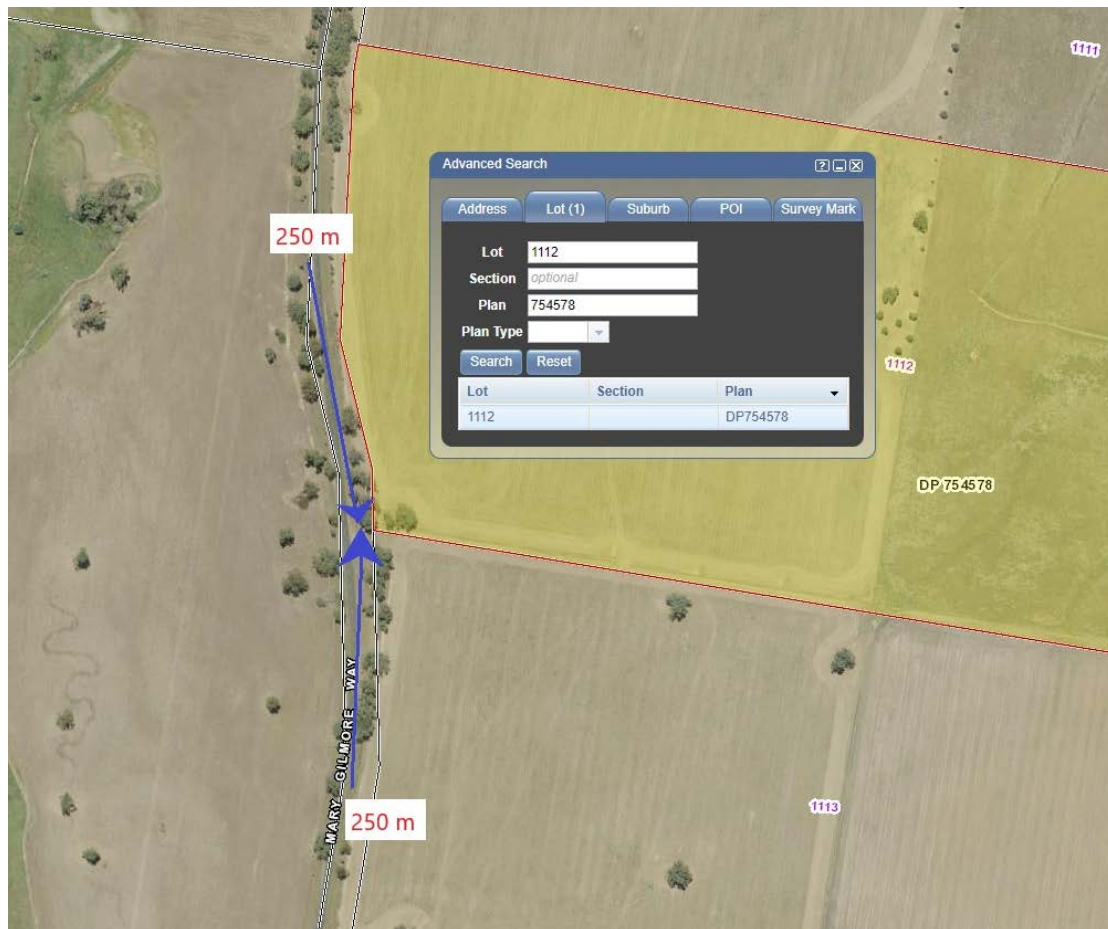 1111
Advanced Search
Address Lot (1) Suburb POI Survey Mark
250 m
Lot 1112
Section optional
Plan 754578
Plan Type
Search Reset
Lot Section Plan
1112 DP754578
1112
DP 754578
MARY GILMORE WAY
250 m
1113